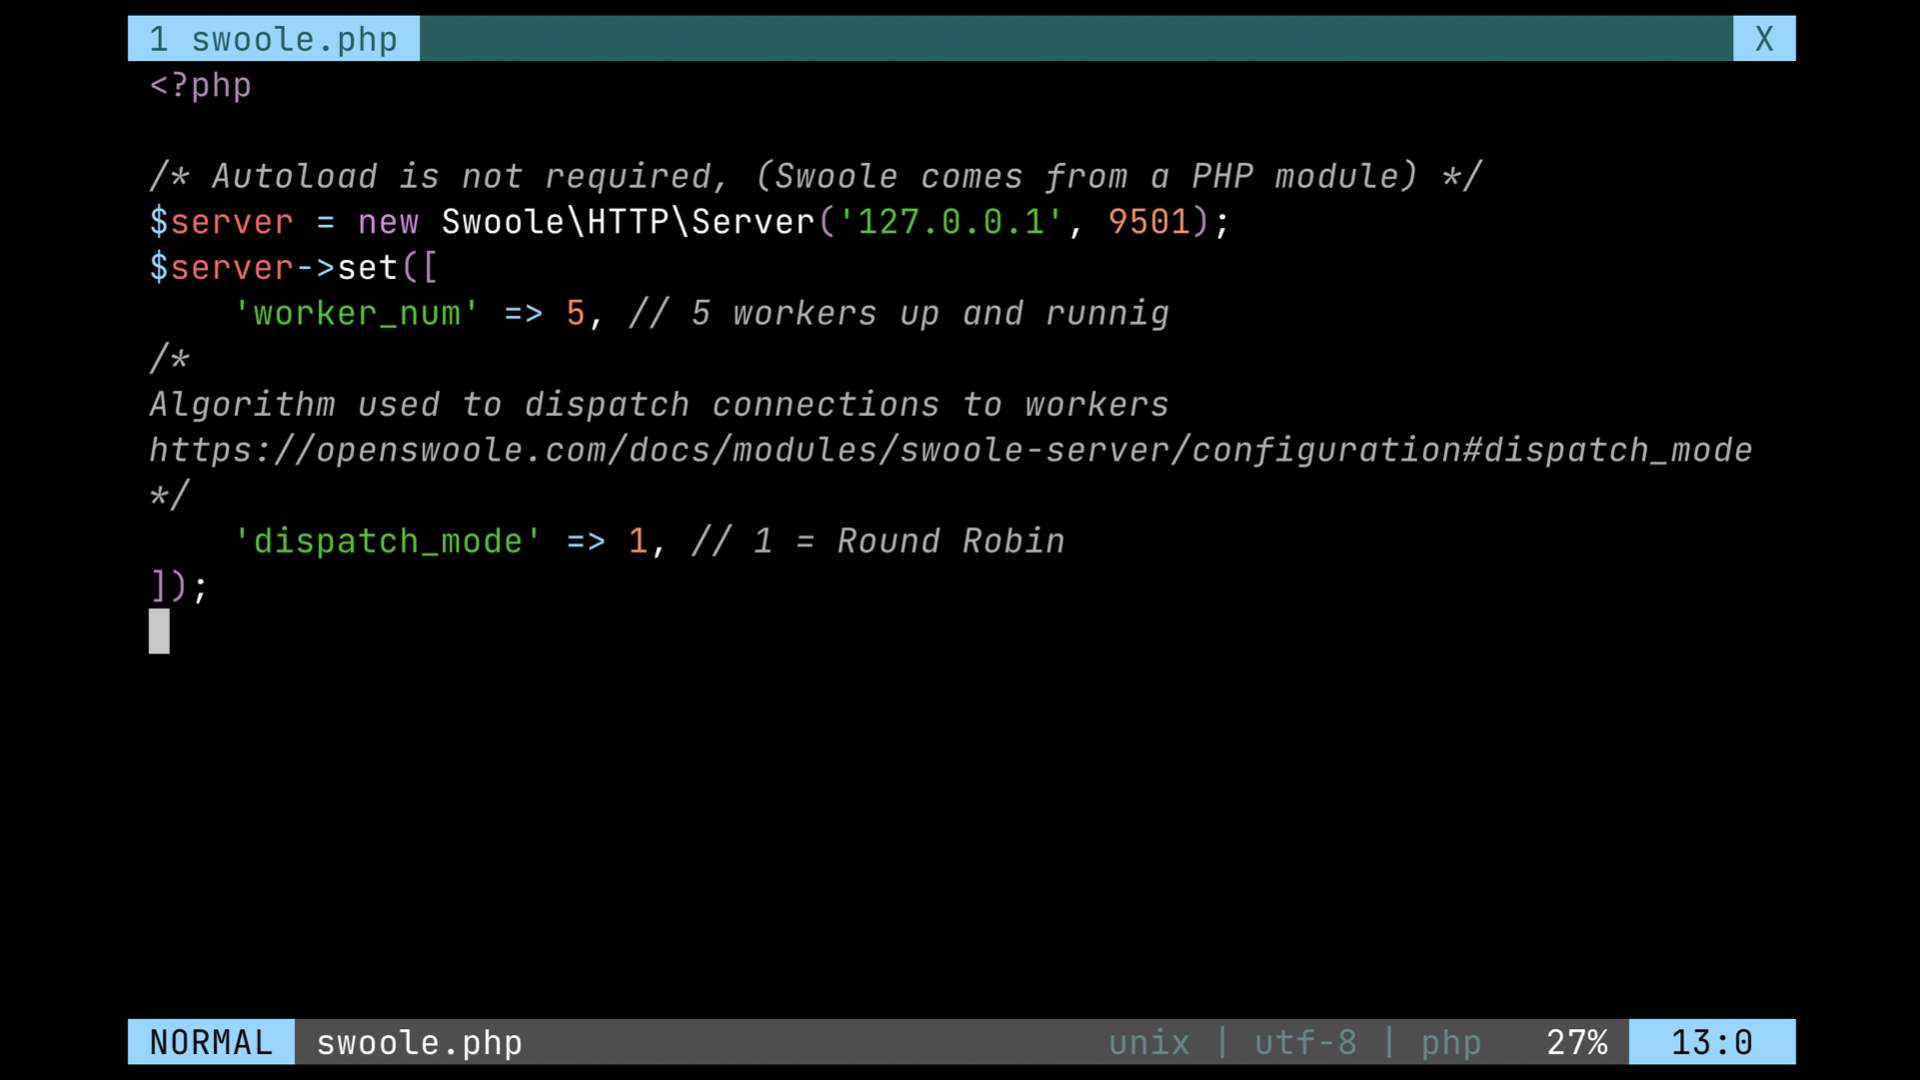 1 swoole.php X
<?php
/* Autoload is not required, (Swoole comes from a PHP module) */
$server = new Swoole\HTTP\Server('127.0.0.1', 9501);
$server->set([
    'worker_num' => 5, // 5 workers up and runnig
/*
Algorithm used to dispatch connections to workers
https://openswoole.com/docs/modules/swoole-server/configuration#dispatch_mode
*/
    'dispatch_mode' => 1, // 1 = Round Robin
]);
NORMAL swoole.php unix | utf-8 | php 27% 13:0